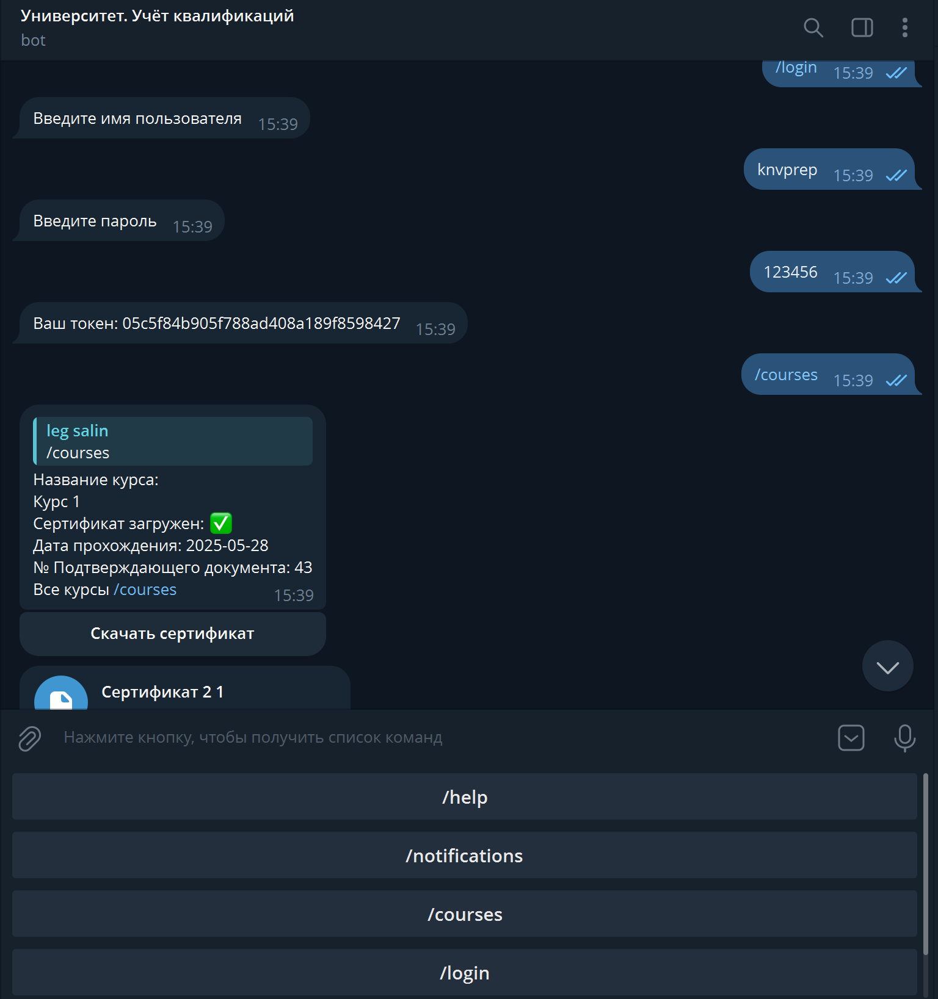 Университет. Учёт квалификаций
bot
/login 15:39
Введите имя пользователя 15:39
knvprep 15:39
Введите пароль 15:39
123456 15:39
Ваш токен: 05c5f84b905f788ad408a189f8598427 15:39
/courses 15:39
leg salin
/courses
Название курса:
Курс 1
Сертификат загружен: ✅
Дата прохождения: 2025-05-28
№ Подтверждающего документа: 43
Все курсы /courses 15:39
Скачать сертификат
Сертификат 2 1
Нажмите кнопку, чтобы получить список команд
/help
/notifications
/courses
/login